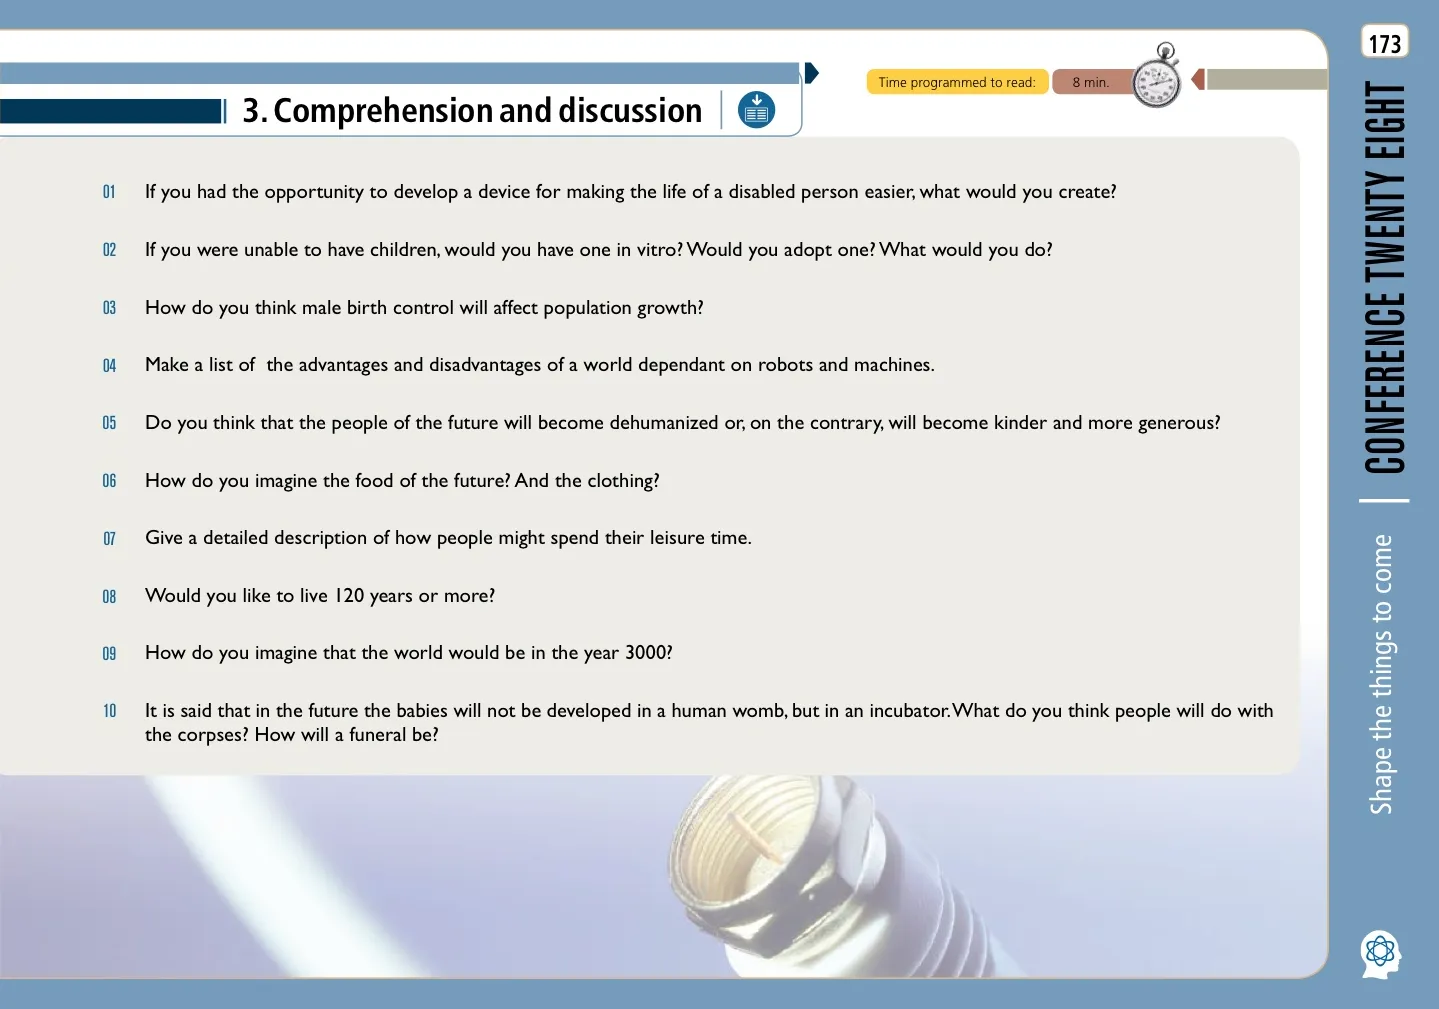 173
Time programmed to read:
8 min.
3. Comprehension and discussion
01 If you had the opportunity to develop a device for making the life of a disabled person easier, what would you create?
02 If you were unable to have children, would you have one in vitro? Would you adopt one? What would you do?
03 How do you think male birth control will affect population growth?
04 Make a list of  the advantages and disadvantages of a world dependant on robots and machines.
05 Do you think that the people of the future will become dehumanized or, on the contrary, will become kinder and more generous?
06 How do you imagine the food of the future? And the clothing?
07 Give a detailed description of how people might spend their leisure time.
08 Would you like to live 120 years or more?
09 How do you imagine that the world would be in the year 3000?
10 It is said that in the future the babies will not be developed in a human womb, but in an incubator. What do you think people will do with
the corpses? How will a funeral be?
CONFERENCE TWENTY EIGHT
Shape the things to come